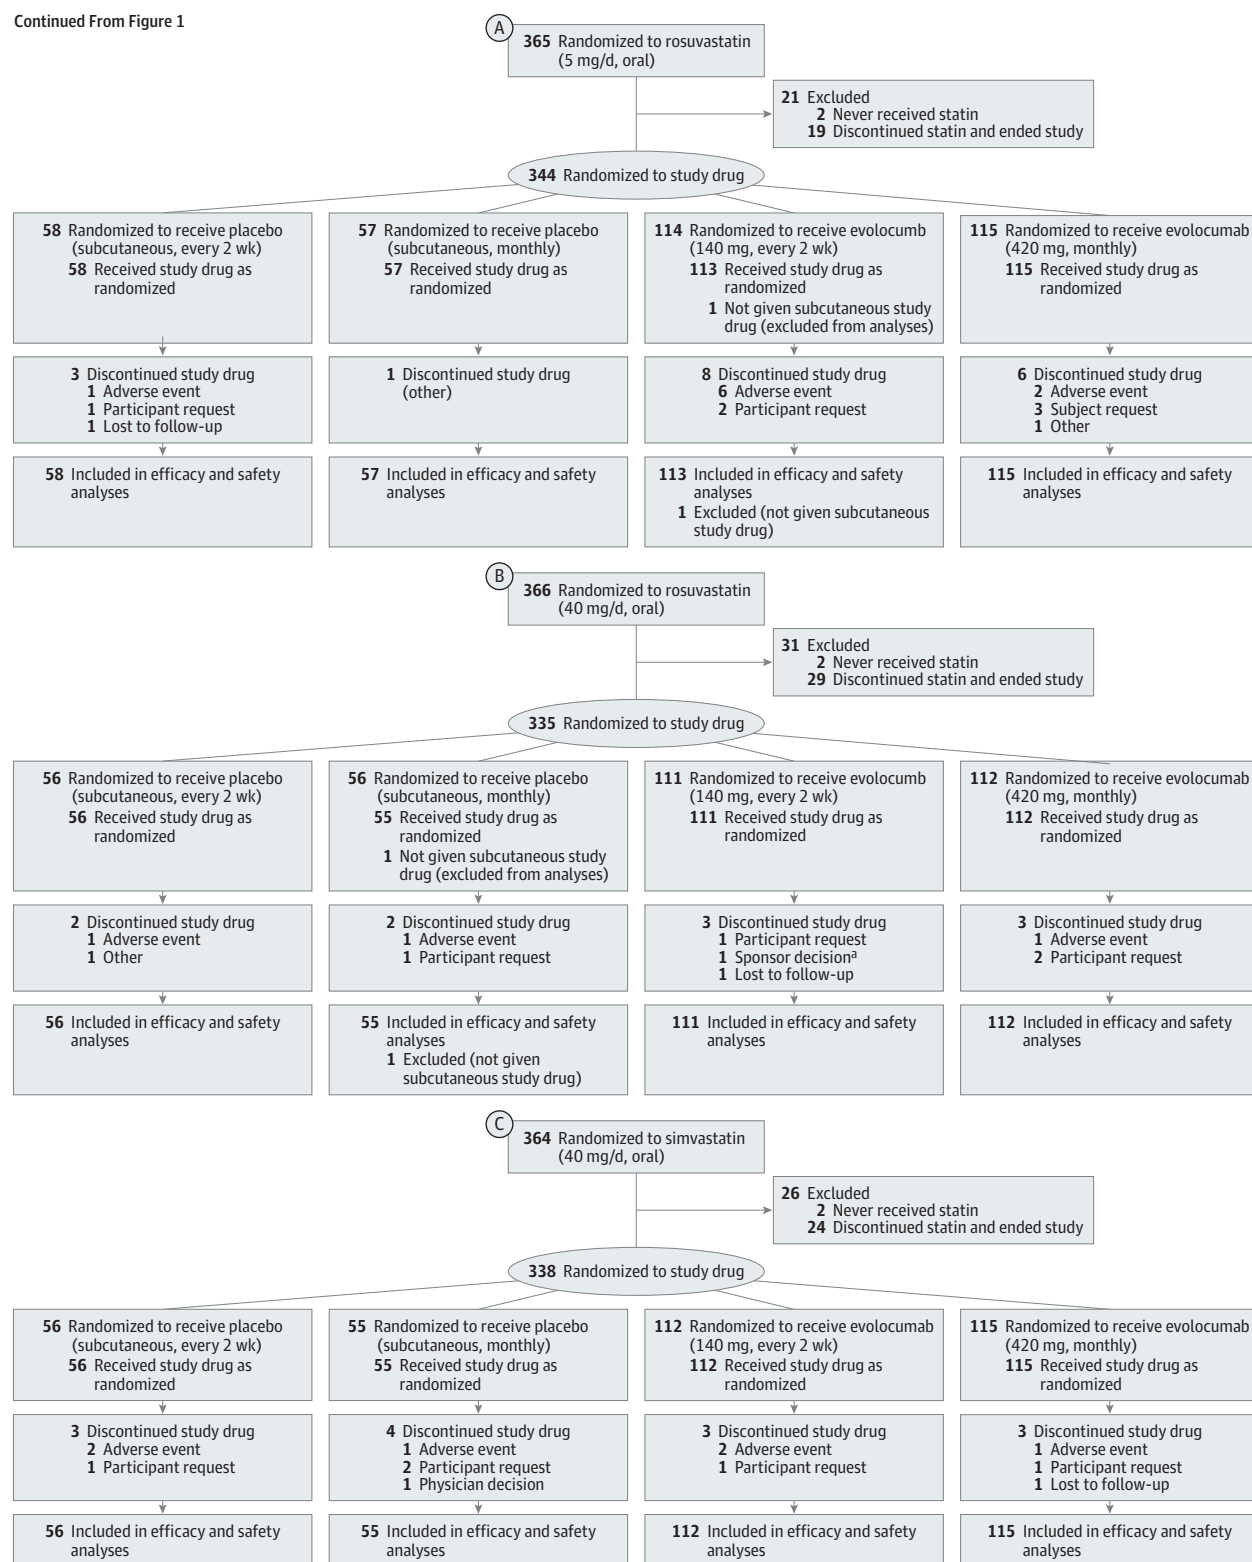 Continued From Figure 1
A
365 Randomized to rosuvastatin
(5 mg/d, oral)
21 Excluded
2 Never received statin
19 Discontinued statin and ended study
344 Randomized to study drug
58 Randomized to receive placebo
(subcutaneous, every 2 wk)
58 Received study drug as
randomized
57 Randomized to receive placebo
(subcutaneous, monthly)
57 Received study drug as
randomized
114 Randomized to receive evolocumb
(140 mg, every 2 wk)
113 Received study drug as
randomized
1 Not given subcutaneous study
drug (excluded from analyses)
115 Randomized to receive evolocumab
(420 mg, monthly)
115 Received study drug as
randomized
3 Discontinued study drug
1 Adverse event
1 Participant request
1 Lost to follow-up
1 Discontinued study drug
(other)
8 Discontinued study drug
6 Adverse event
2 Participant request
6 Discontinued study drug
2 Adverse event
3 Subject request
1 Other
58 Included in efficacy and safety
analyses
57 Included in efficacy and safety
analyses
113 Included in efficacy and safety
analyses
1 Excluded (not given subcutaneous
study drug)
115 Included in efficacy and safety
analyses
B
366 Randomized to rosuvastatin
(40 mg/d, oral)
31 Excluded
2 Never received statin
29 Discontinued statin and ended study
335 Randomized to study drug
56 Randomized to receive placebo
(subcutaneous, every 2 wk)
56 Received study drug as
randomized
56 Randomized to receive placebo
(subcutaneous, monthly)
55 Received study drug as
randomized
1 Not given subcutaneous study
drug (excluded from analyses)
111 Randomized to receive evolocumb
(140 mg, every 2 wk)
111 Received study drug as
randomized
112 Randomized to receive evolocumab
(420 mg, monthly)
112 Received study drug as
randomized
2 Discontinued study drug
1 Adverse event
1 Other
2 Discontinued study drug
1 Adverse event
1 Participant request
3 Discontinued study drug
1 Participant request
1 Sponsor decisionᵃ
1 Lost to follow-up
3 Discontinued study drug
1 Adverse event
2 Participant request
56 Included in efficacy and safety
analyses
55 Included in efficacy and safety
analyses
1 Excluded (not given
subcutaneous study drug)
111 Included in efficacy and safety
analyses
112 Included in efficacy and safety
analyses
C
364 Randomized to simvastatin
(40 mg/d, oral)
26 Excluded
2 Never received statin
24 Discontinued statin and ended study
338 Randomized to study drug
56 Randomized to receive placebo
(subcutaneous, every 2 wk)
56 Received study drug as
randomized
55 Randomized to receive placebo
(subcutaneous, monthly)
55 Received study drug as
randomized
112 Randomized to receive evolocumab
(140 mg, every 2 wk)
112 Received study drug as
randomized
115 Randomized to receive evolocumab
(420 mg, monthly)
115 Received study drug as
randomized
3 Discontinued study drug
2 Adverse event
1 Participant request
4 Discontinued study drug
1 Adverse event
2 Participant request
1 Physician decision
3 Discontinued study drug
2 Adverse event
1 Participant request
3 Discontinued study drug
1 Adverse event
1 Participant request
1 Lost to follow-up
56 Included in efficacy and safety
analyses
55 Included in efficacy and safety
analyses
112 Included in efficacy and safety
analyses
115 Included in efficacy and safety
analyses